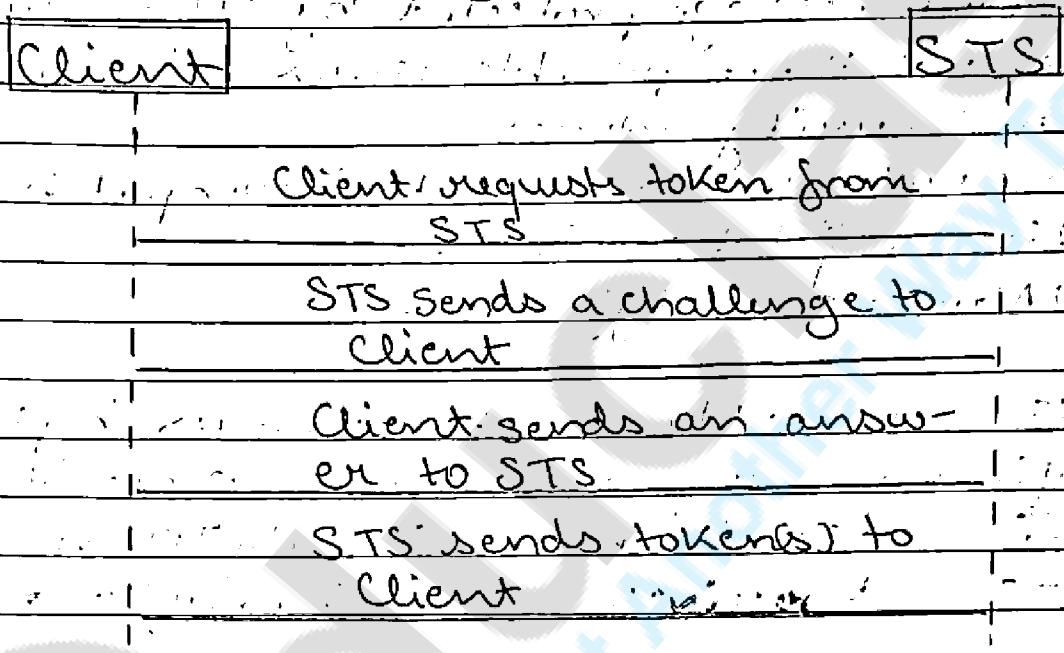 Client
S.TS
Client requests token from
STS
STS sends a challenge to
Client
Client sends an answ-
er to STS
STS sends token(s) to
Client